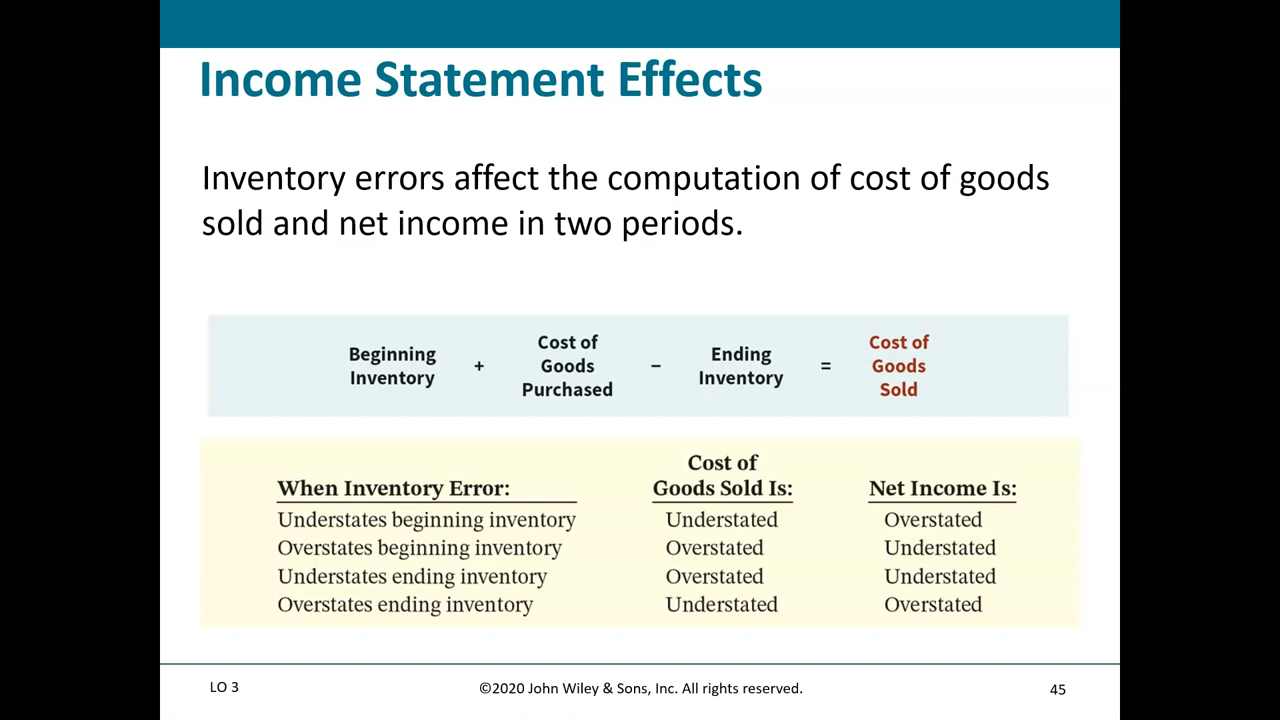 Income Statement Effects
Inventory errors affect the computation of cost of goods
sold and net income in two periods.
Beginning Inventory + Cost of Goods Purchased − Ending Inventory = Cost of Goods Sold
Cost of
When Inventory Error: Goods Sold Is: Net Income Is:
Understates beginning inventory Understated Overstated
Overstates beginning inventory Overstated Understated
Understates ending inventory Overstated Understated
Overstates ending inventory Understated Overstated
LO 3 ©2020 John Wiley & Sons, Inc. All rights reserved. 45